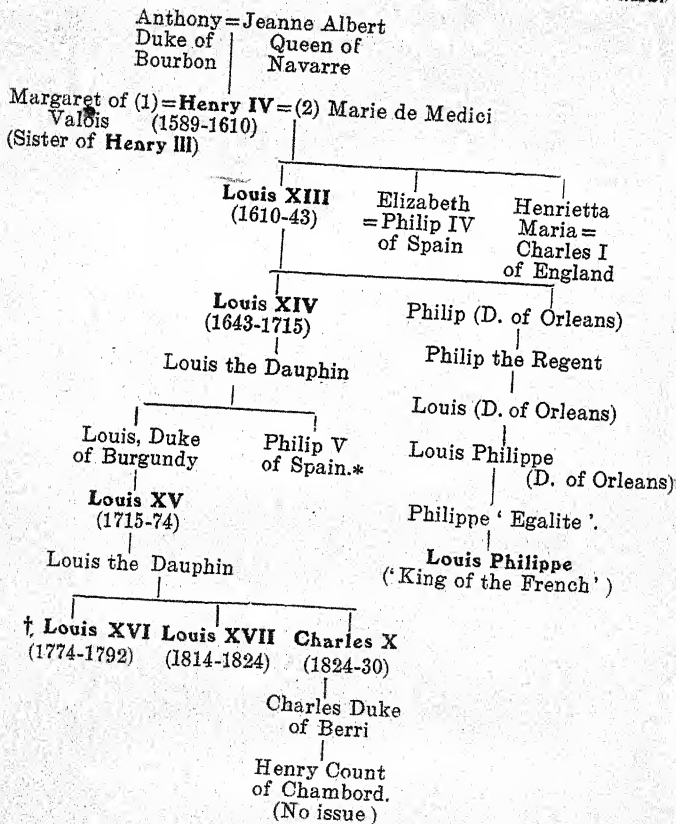 Anthony = Jeanne Albert
Duke of Queen of
Bourbon Navarre
Margaret of (1) = Henry IV = (2) Marie de Medici
Valois (1589-1610)
(Sister of Henry III)
Louis XIII Elizabeth Henrietta
(1610-43) = Philip IV Maria =
of Spain Charles I
of England
Louis XIV Philip (D. of Orleans)
(1643-1715)
Louis the Dauphin Philip the Regent
Louis (D. of Orleans)
Louis, Duke Philip V Louis Philippe
of Burgundy of Spain.* (D. of Orleans)
Louis XV Philippe ‘ Egalite ’.
(1715-74)
Louis the Dauphin Louis Philippe
(‘King of the French’ )
†, Louis XVI Louis XVII Charles X
(1774-1792) (1814-1824) (1824-30)
Charles Duke
of Berri
Henry Count
of Chambord.
(No issue )